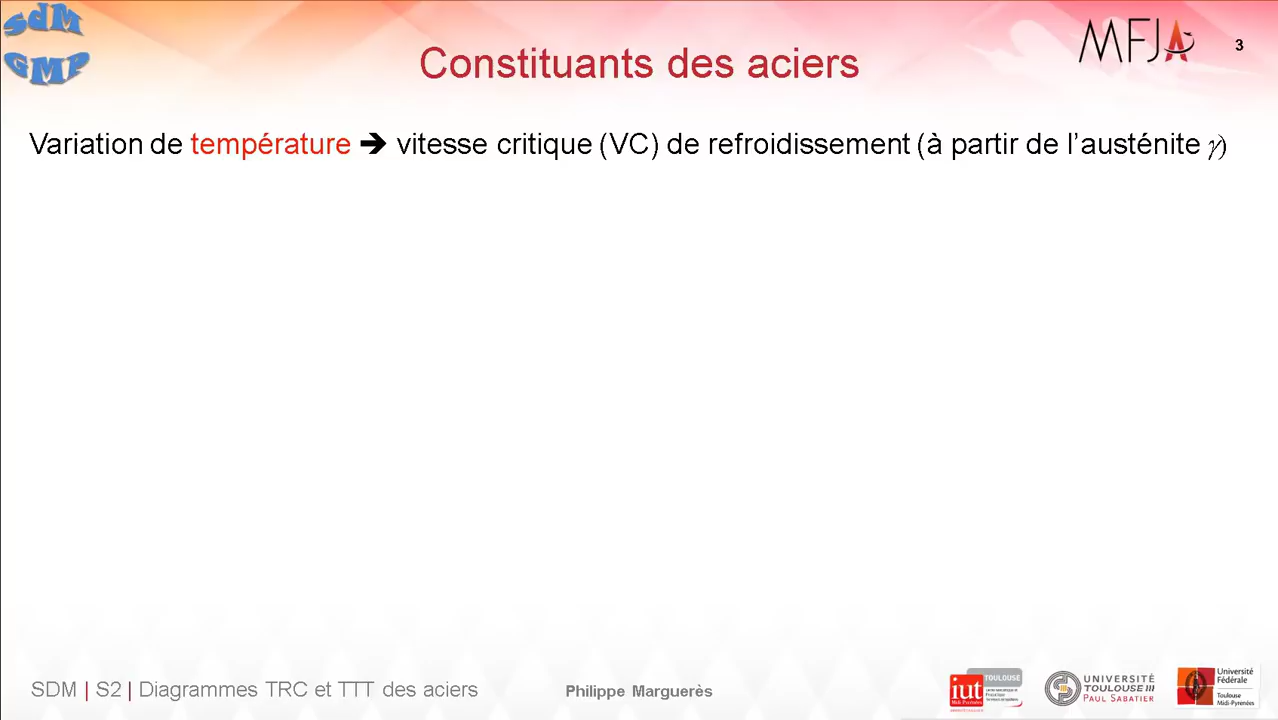 SdM
GMP
MFJA
3
Constituants des aciers
Variation de température ➔ vitesse critique (VC) de refroidissement (à partir de l’austénite γ)
SDM | S2 | Diagrammes TRC et TTT des aciers
Philippe Marguerès
iut
Midi-Pyrénées
TOULOUSE
UNIVERSITÉ
TOULOUSE III
PAUL SABATIER
Université
Fédérale
Toulouse
Midi-Pyrénées